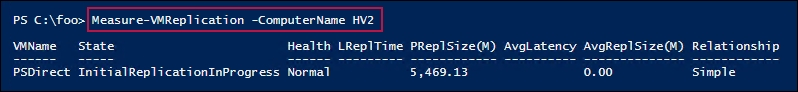 PS C:\foo> Measure-VMReplication -ComputerName HV2
VMName State Health LReplTime PReplSize(M) AvgLatency AvgReplSize(M) Relationship
------ ----- ------ --------- ------------ ---------- -------------- ------------
PSDirect InitialReplicationInProgress Normal 5,469.13 0.00 Simple